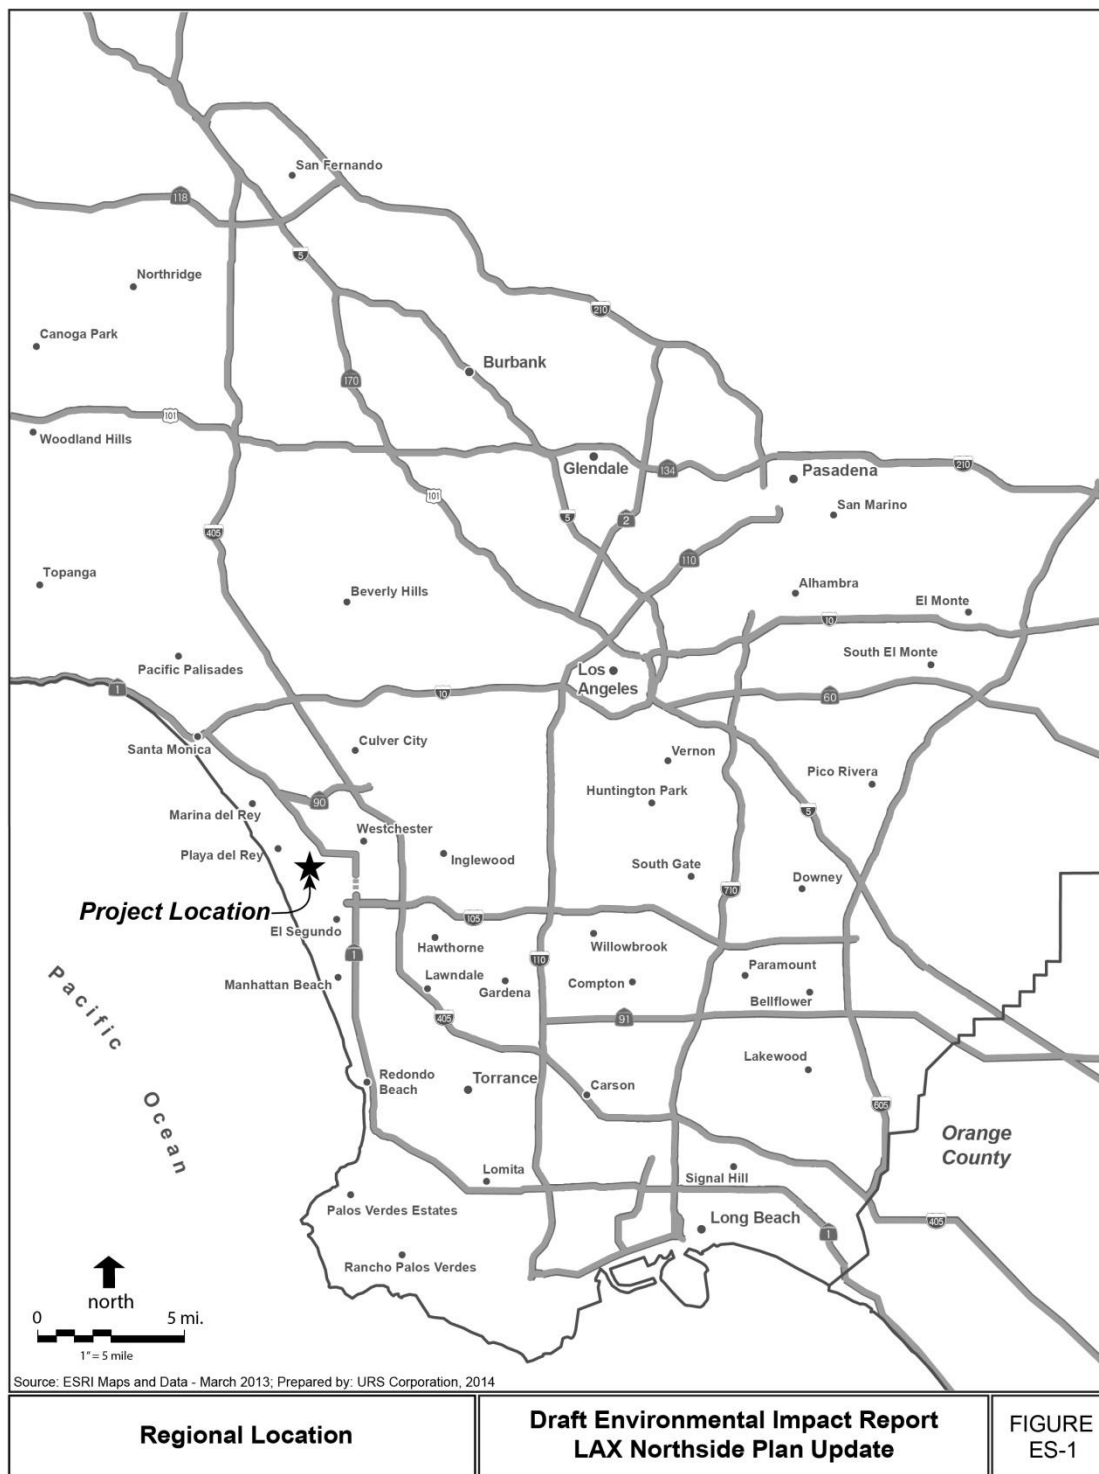 San Fernando
118
5
Northridge
210
Canoga Park
Burbank
170
101
Woodland Hills
Glendale
134
210
Pasadena
101
San Marino
5
2
405
110
Topanga
Alhambra
Beverly Hills
El Monte
10
South El Monte
Pacific Palisades
Los
Angeles
1
10
60
Culver City
Santa Monica
Vernon
Pico Rivera
Huntington Park
90
Marina del Rey
5
Westchester
Playa del Rey
Inglewood
South Gate
Downey
710
Project Location
105
El Segundo
Hawthorne
Willowbrook
1
110
Manhattan Beach
Lawndale
Gardena
Compton
Paramount
Bellflower
405
91
Pacific
Ocean
Lakewood
Redondo
Beach
Torrance
Carson
605
Orange
County
Lomita
Signal Hill
Palos Verdes Estates
Long Beach
1
405
Rancho Palos Verdes
north
0 5 mi.
1" = 5 mile
Source: ESRI Maps and Data - March 2013; Prepared by: URS Corporation, 2014
Regional Location
Draft Environmental Impact Report
LAX Northside Plan Update
FIGURE
ES-1